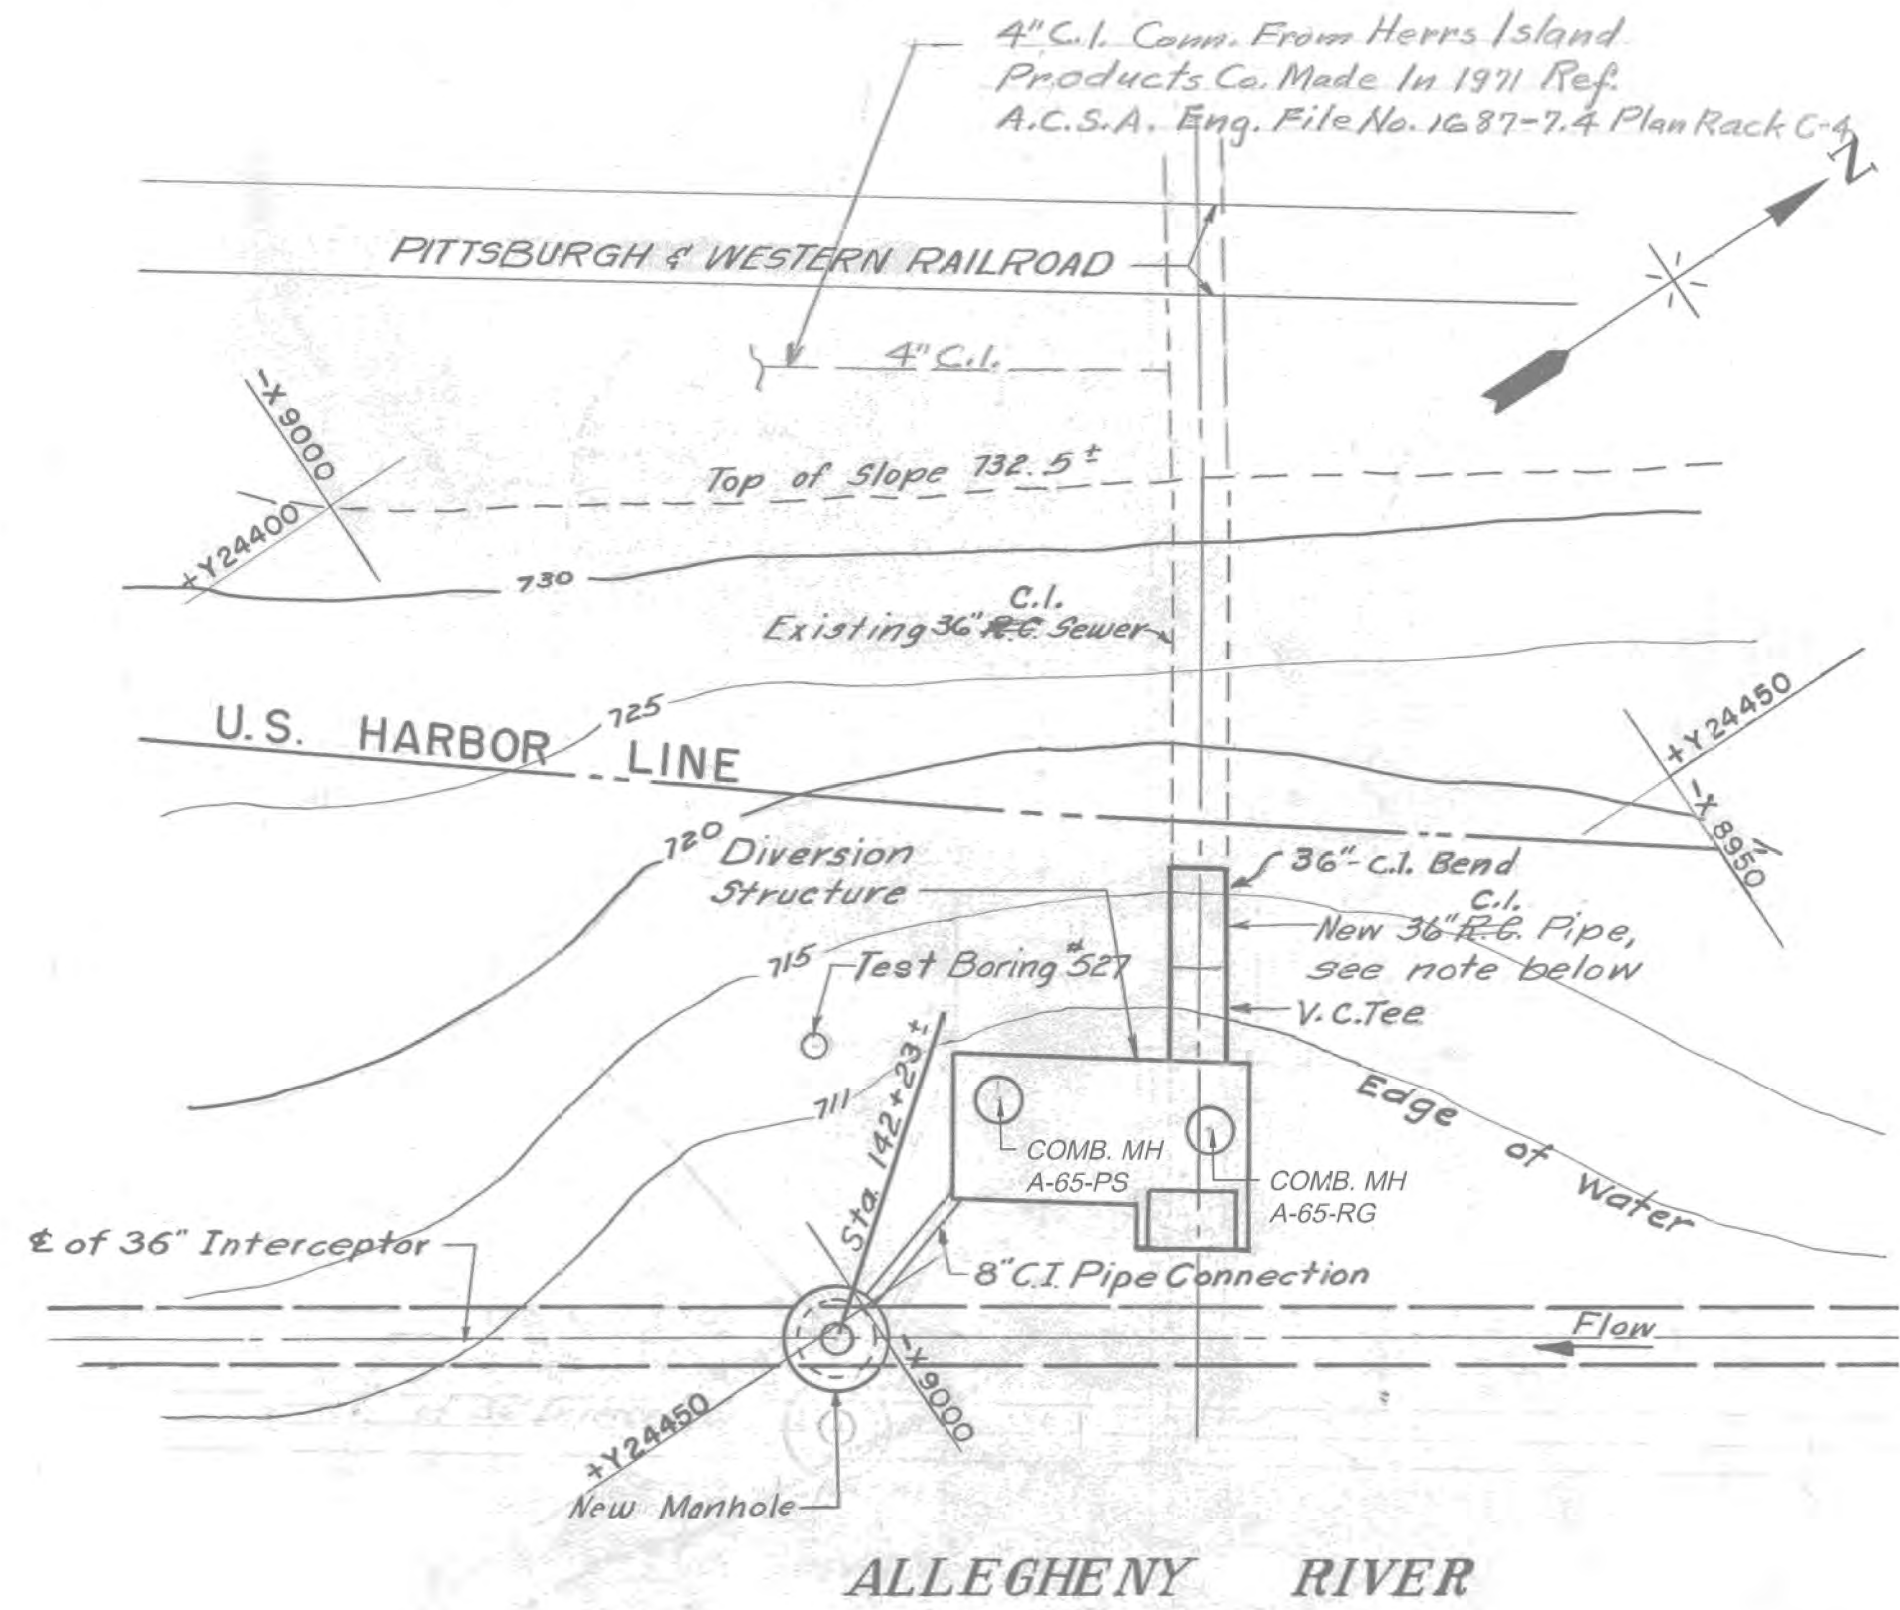 4" C.I. Conn. From Herrs Island
Products Co. Made In 1971 Ref.
A.C.S.A. Eng. File No. 1687-7.4 Plan Rack C-4
N
PITTSBURGH & WESTERN RAILROAD
4" C.I.
-X 9000
+Y 24400
Top of Slope 732.5±
730
C.I.
Existing 36" R.C. Sewer
725
U.S. HARBOR LINE
+Y 24450
-X 8950
720
Diversion
Structure
36"-C.I. Bend
C.I.
New 36" R.C. Pipe,
see note below
V.C. Tee
715
Test Boring #527
Sta. 142+23±
711
Edge of Water
COMB. MH
A-65-PS
COMB. MH
A-65-RG
℄ of 36" Interceptor
8" C.I. Pipe Connection
Flow
-X 9000
+Y 24450
New Manhole
ALLEGHENY RIVER